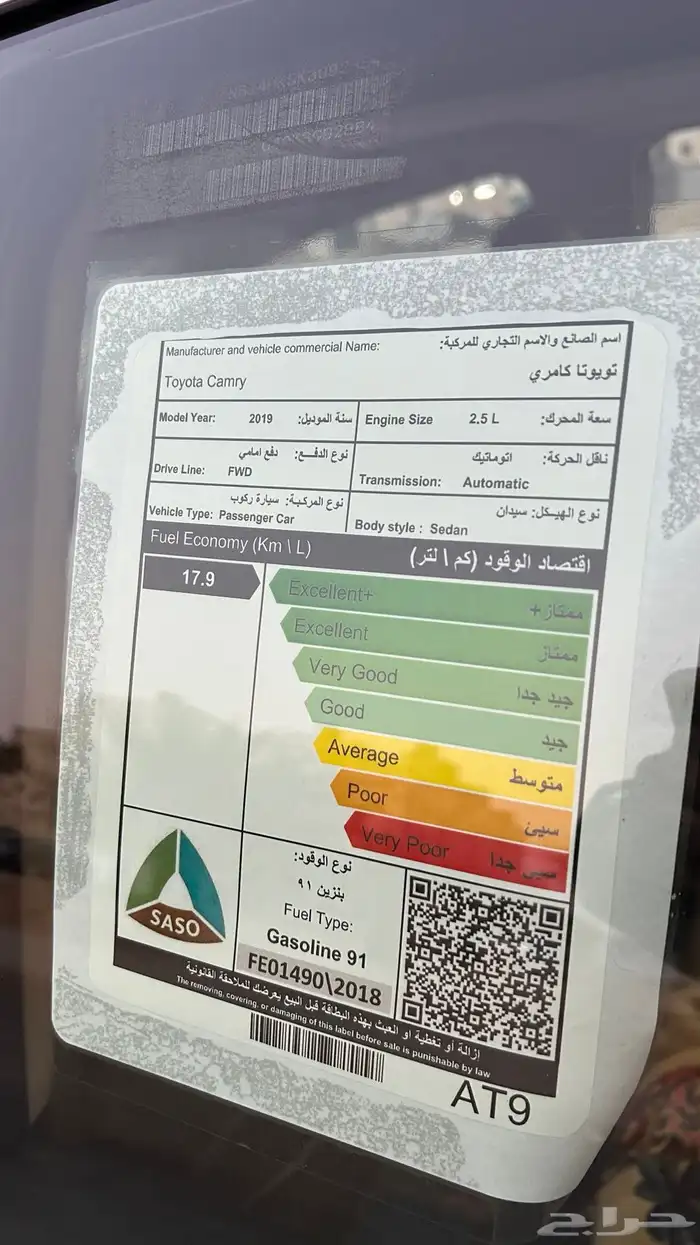 Manufacturer and vehicle commercial Name: اسم الصانع والاسم التجاري للمركبة:
Toyota Camry تويوتا كامري
Model Year: 2019 سنة الموديل: Engine Size 2.5 L سعة المحرك:
نوع الدفـــع: دفع امامي
Drive Line: FWD
ناقل الحركة: اتوماتيك
Transmission: Automatic
نوع المركـبة: سيارة ركوب
Vehicle Type: Passenger Car
نوع الهيـكل: سيدان
Body style : Sedan
Fuel Economy (Km \ L) اقتصاد الوقود (كم \ لتر)
17.9
Excellent+ ممتاز+
Excellent ممتاز
Very Good جيد جدا
Good جيد
Average متوسط
Poor سيئ
Very Poor سيئ جدا
SASO
نوع الوقود:
بنزين ٩١
Fuel Type:
Gasoline 91
FE01490\2018
إزالة أو تغطية او العبث بهذه البطاقة قبل البيع يعرضك للملاحقة القانونية
The removing, covering, or damaging of this label before sale is punishable by law
AT9
حراج